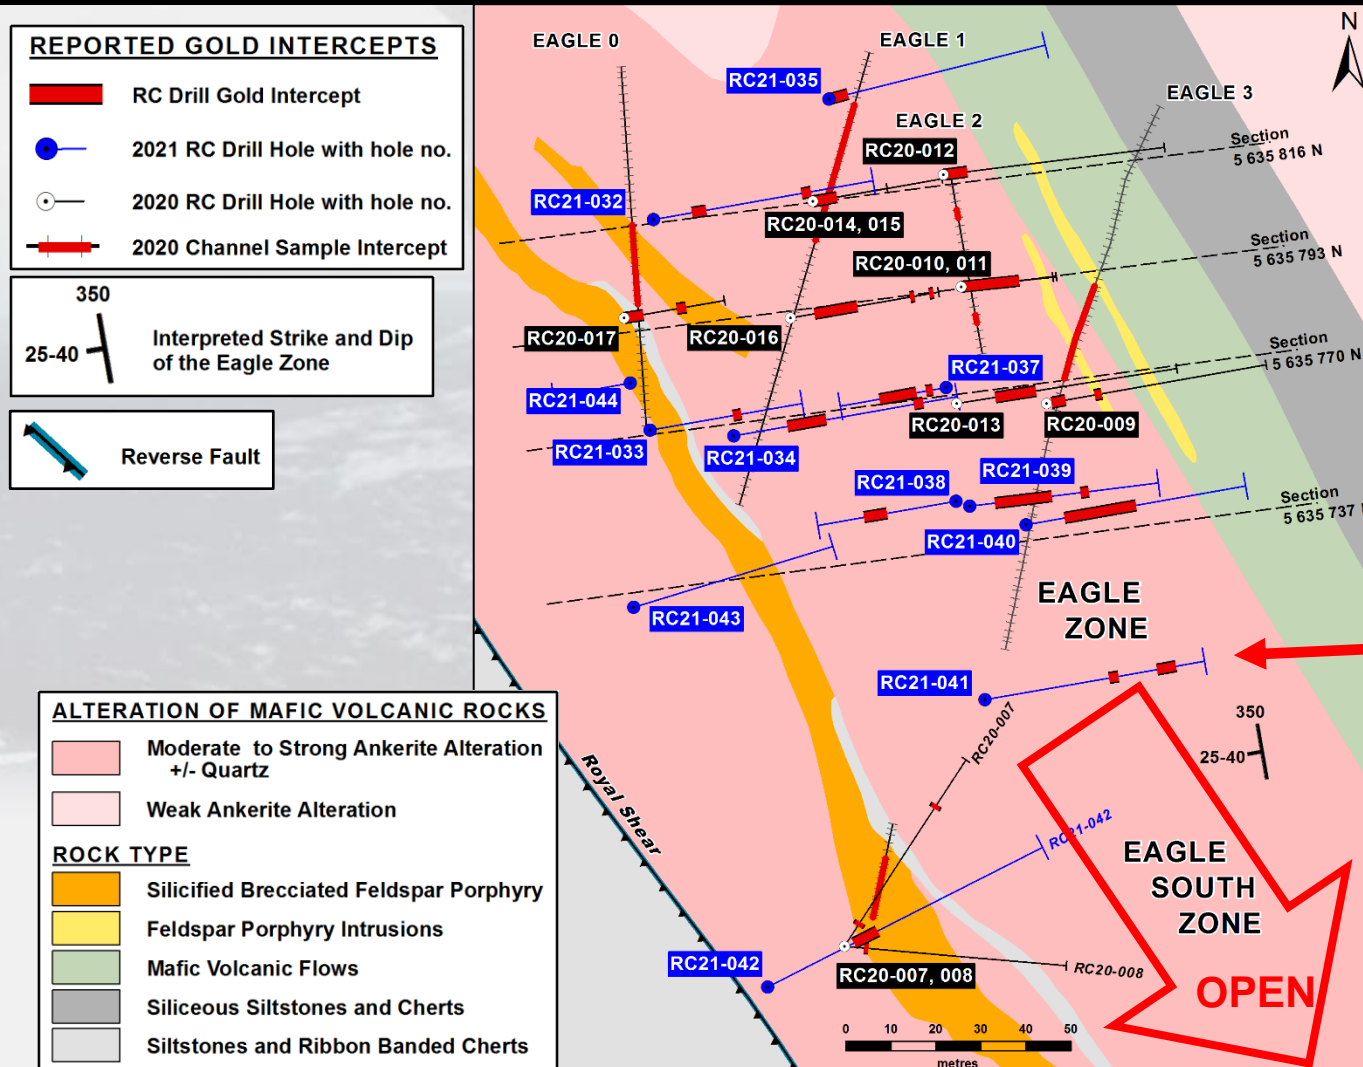 REPORTED GOLD INTERCEPTS
RC Drill Gold Intercept
2021 RC Drill Hole with hole no.
2020 RC Drill Hole with hole no.
2020 Channel Sample Intercept
350
25-40
Interpreted Strike and Dip
of the Eagle Zone
Reverse Fault
ALTERATION OF MAFIC VOLCANIC ROCKS
Moderate to Strong Ankerite Alteration
+/- Quartz
Weak Ankerite Alteration
ROCK TYPE
Silicified Brecciated Feldspar Porphyry
Feldspar Porphyry Intrusions
Mafic Volcanic Flows
Siliceous Siltstones and Cherts
Siltstones and Ribbon Banded Cherts
N
EAGLE 0
EAGLE 1
RC21-035
EAGLE 3
EAGLE 2
RC20-012
Section
5 635 816 N
RC21-032
RC20-014, 015
RC20-010, 011
Section
5 635 793 N
RC20-017
RC20-016
Section
5 635 770 N
RC21-037
RC21-044
RC20-013
RC20-009
RC21-033
RC21-034
RC21-039
RC21-038
Section
5 635 737
RC21-040
EAGLE
ZONE
RC21-043
RC21-041
RC20-007
350
25-40
Royal Shear
RC21-042
EAGLE
SOUTH
ZONE
RC21-042
RC20-007, 008
RC20-008
OPEN
0 10 20 30 40 50
metres